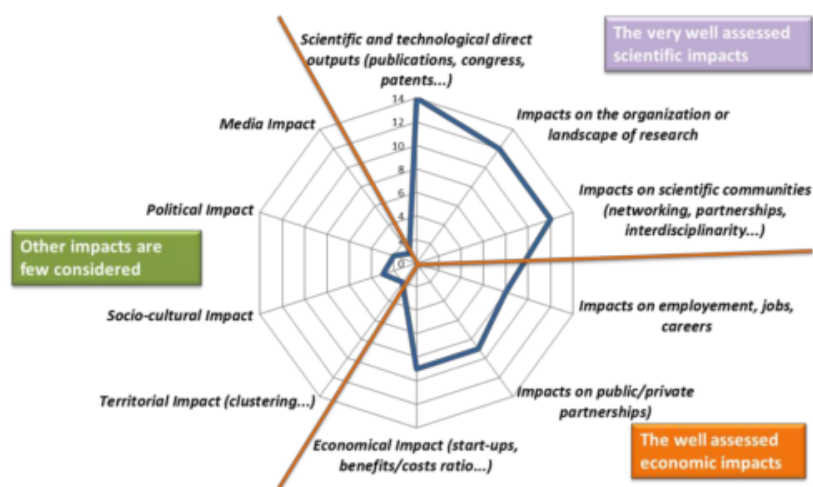 Scientific and technological direct
outputs (publications, congress,
patents...)
The very well assessed
scientific impacts
Impacts on the organization or
landscape of research
Impacts on scientific communities
(networking, partnerships,
interdisciplinarity...)
Impacts on employement, jobs,
careers
Impacts on public/private
partnerships)
The well assessed
economic impacts
Economical Impact (start-ups,
benefits/costs ratio...)
Territorial Impact (clustering...)
Socio-cultural Impact
Other impacts are
few considered
Political Impact
Media Impact
14
12
10
8
6
4
2
0